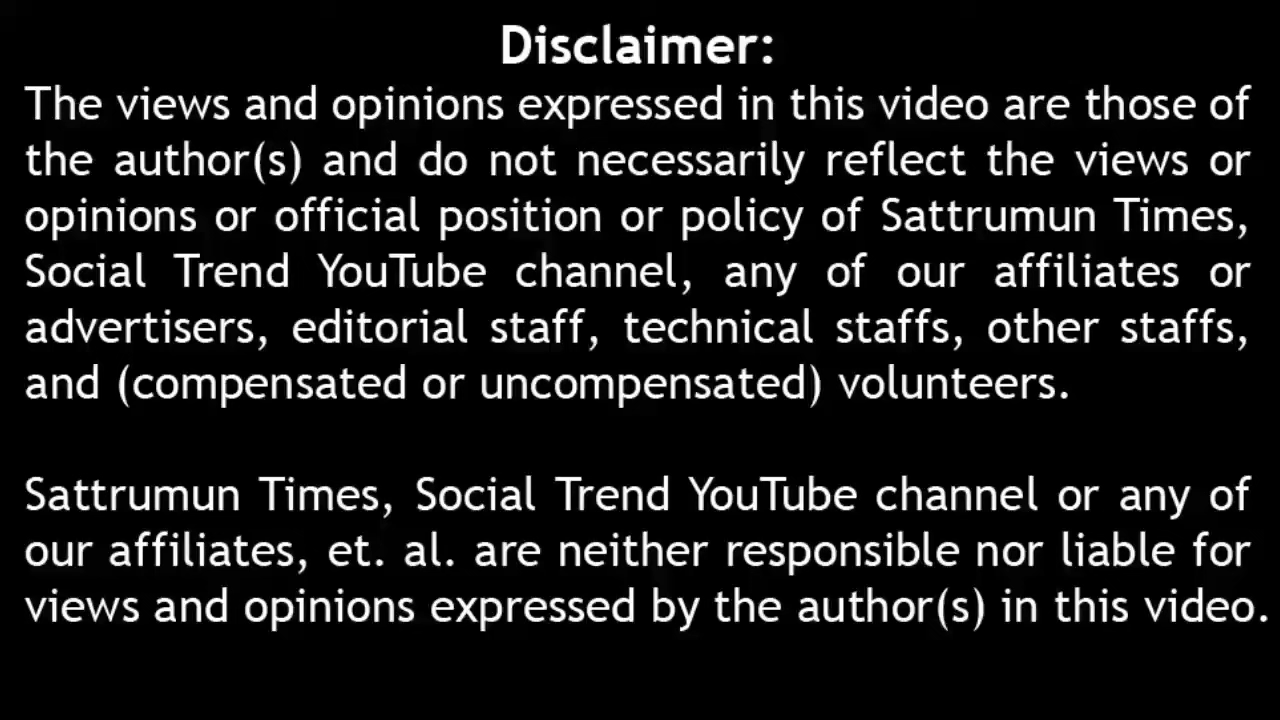 Disclaimer:
The views and opinions expressed in this video are those of
the author(s) and do not necessarily reflect the views or
opinions or official position or policy of Sattrumun Times,
Social Trend YouTube channel, any of our affiliates or
advertisers, editorial staff, technical staffs, other staffs,
and (compensated or uncompensated) volunteers.
Sattrumun Times, Social Trend YouTube channel or any of
our affiliates, et. al. are neither responsible nor liable for
views and opinions expressed by the author(s) in this video.